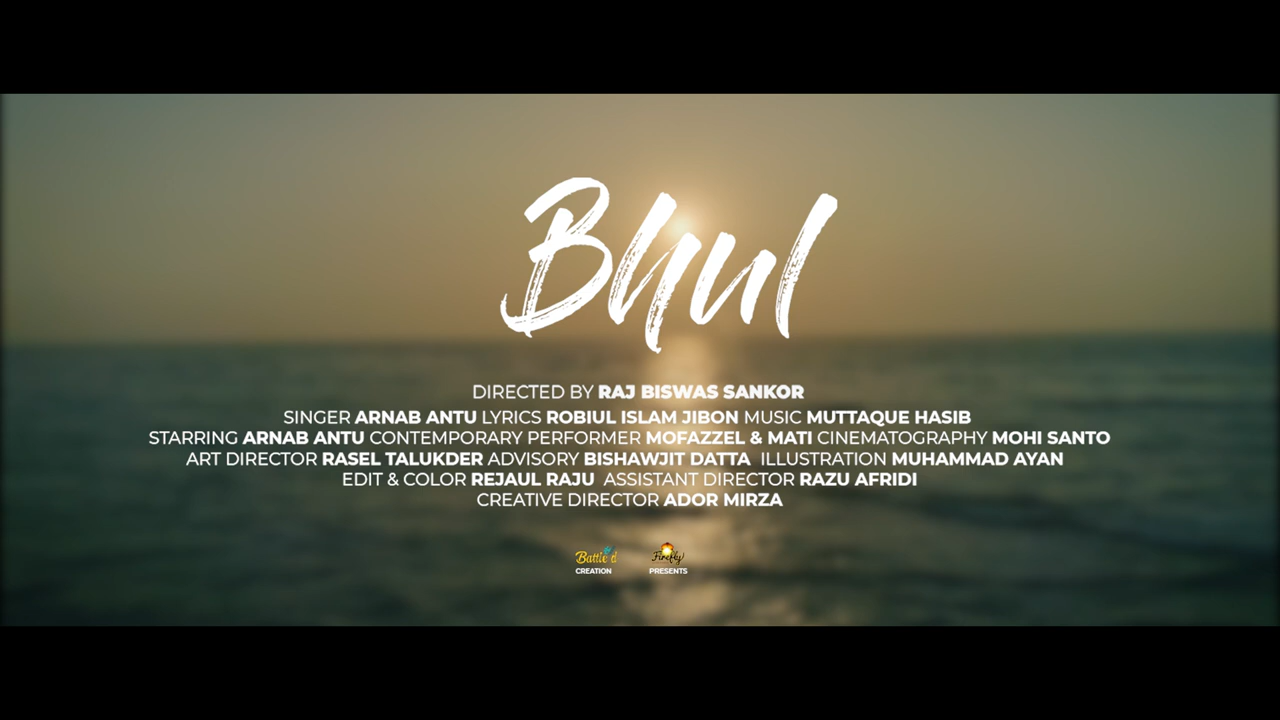 Bhul
DIRECTED BY RAJ BISWAS SANKOR
SINGER ARNAB ANTU LYRICS ROBIUL ISLAM JIBON MUSIC MUTTAQUE HASIB
STARRING ARNAB ANTU CONTEMPORARY PERFORMER MOFAZZEL & MATI CINEMATOGRAPHY MOHI SANTO
ART DIRECTOR RASEL TALUKDER ADVISORY BISHAWJIT DATTA ILLUSTRATION MUHAMMAD AYAN
EDIT & COLOR REJAUL RAJU ASSISTANT DIRECTOR RAZU AFRIDI
CREATIVE DIRECTOR ADOR MIRZA
Battle d Firefly
CREATION PRESENTS